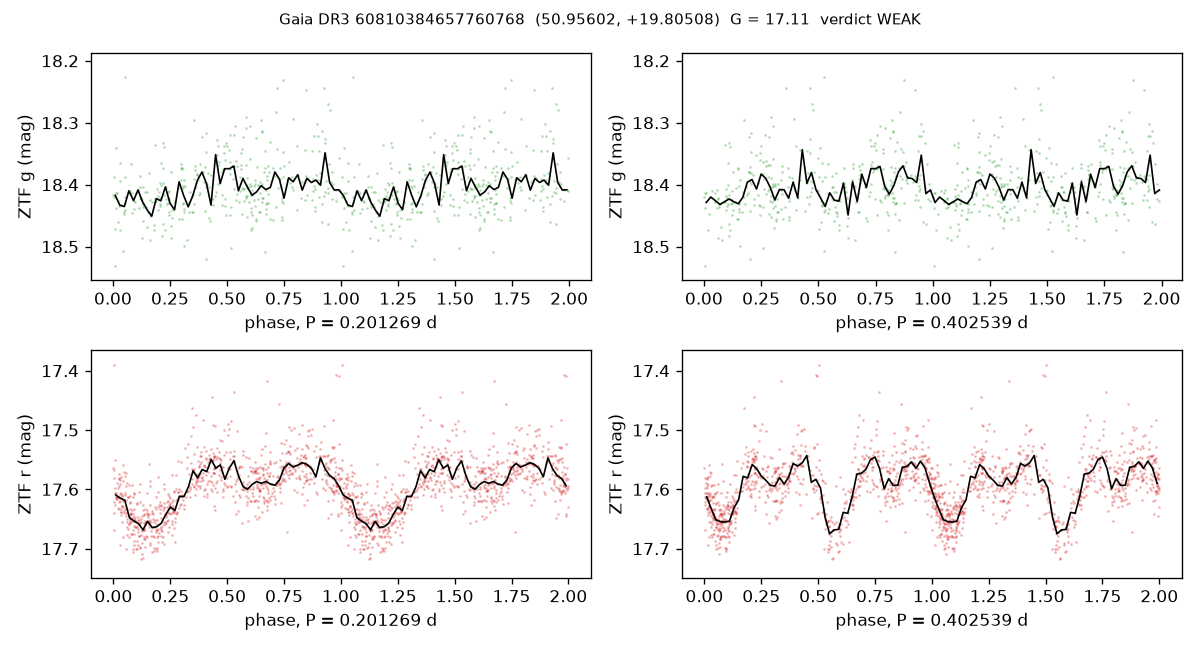 Gaia DR3 60810384657760768 (50.95602, +19.80508) G = 17.11 verdict WEAK
ZTF g (mag)
18.2
18.3
18.4
18.5
0.00 0.25 0.50 0.75 1.00 1.25 1.50 1.75 2.00
phase, P = 0.201269 d
ZTF g (mag)
18.2
18.3
18.4
18.5
0.00 0.25 0.50 0.75 1.00 1.25 1.50 1.75 2.00
phase, P = 0.402539 d
ZTF r (mag)
17.4
17.5
17.6
17.7
0.00 0.25 0.50 0.75 1.00 1.25 1.50 1.75 2.00
phase, P = 0.201269 d
ZTF r (mag)
17.4
17.5
17.6
17.7
0.00 0.25 0.50 0.75 1.00 1.25 1.50 1.75 2.00
phase, P = 0.402539 d